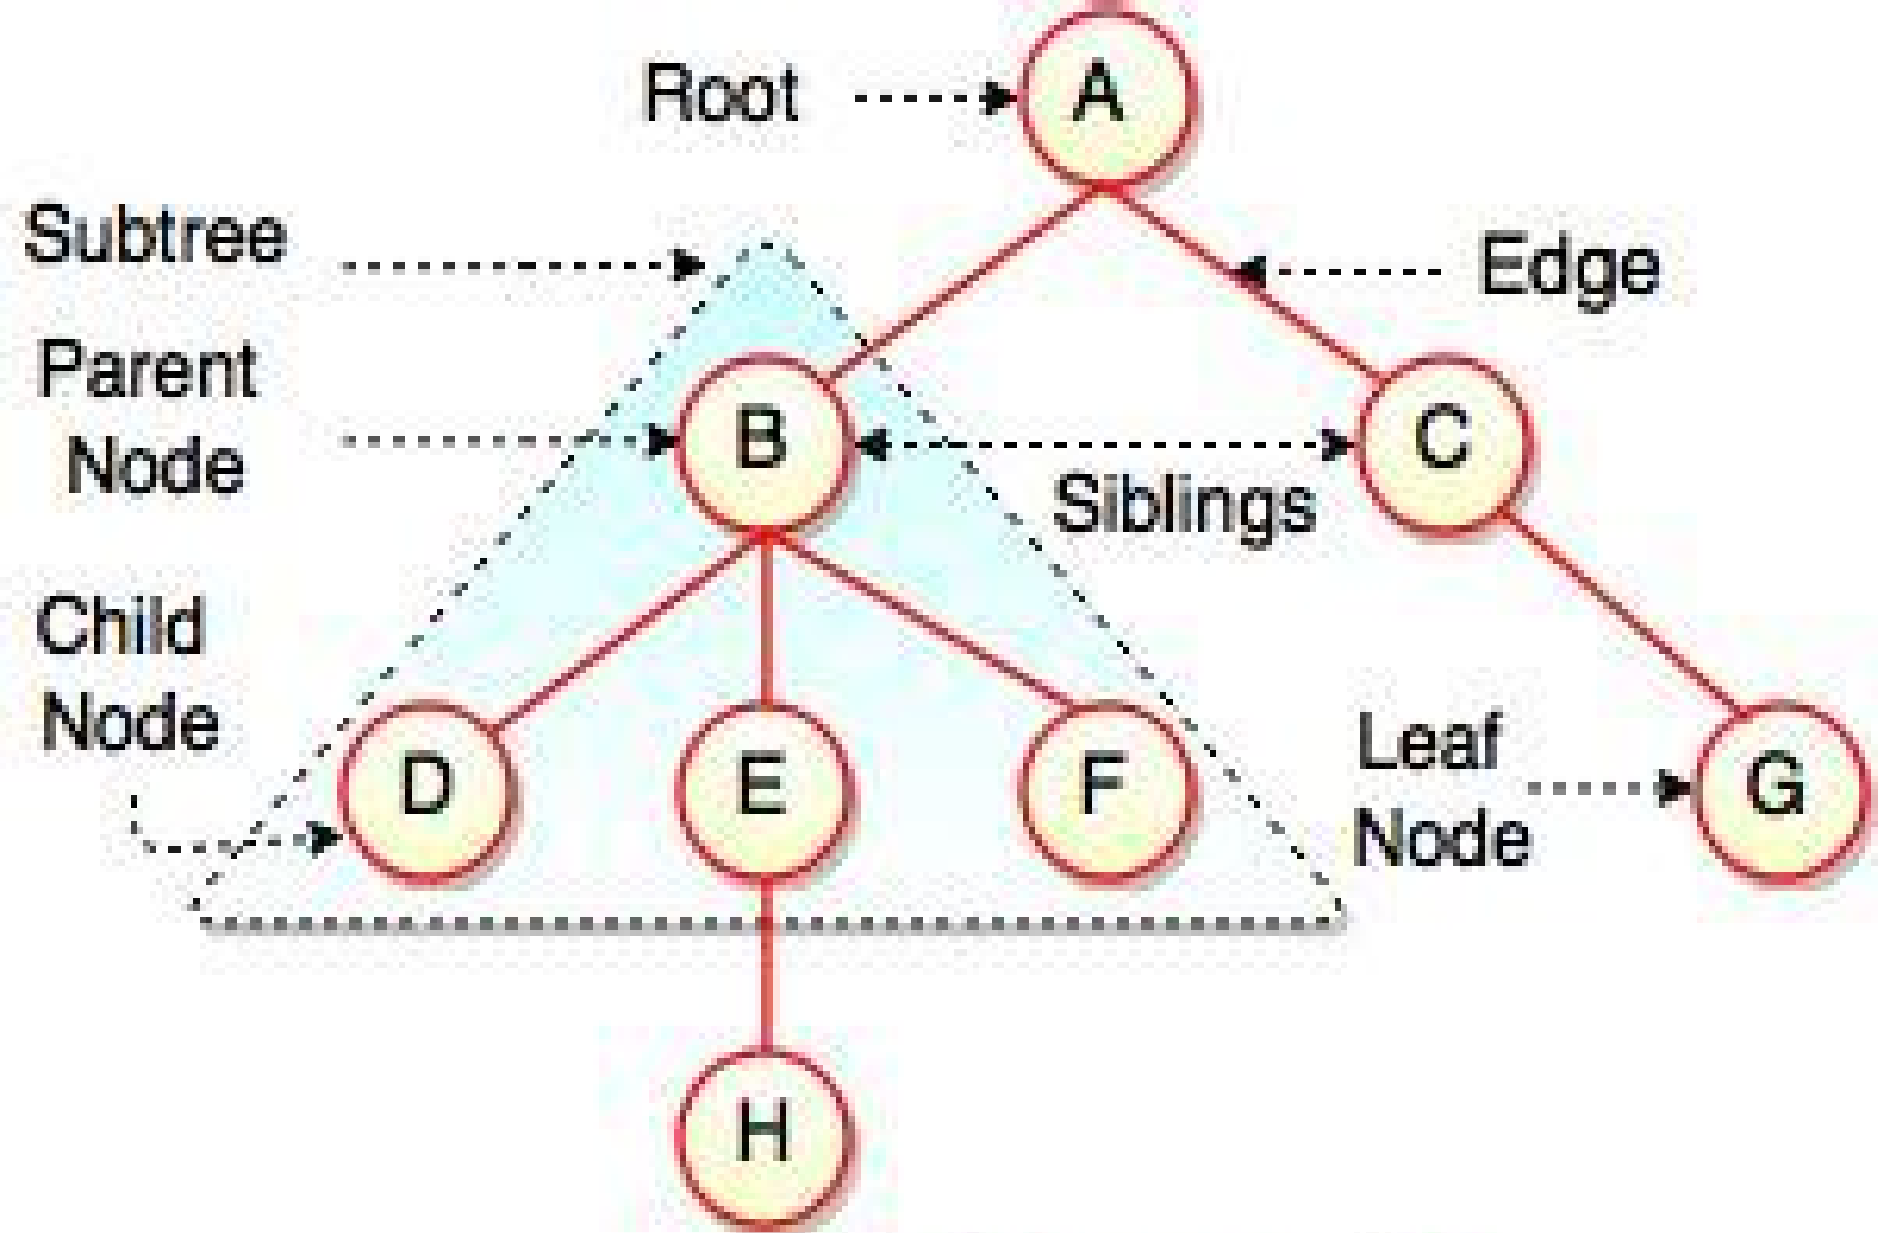 Root
A
Subtree
Edge
Parent
Node
B
C
Siblings
Child
Node
D
E
F
Leaf
Node
G
H